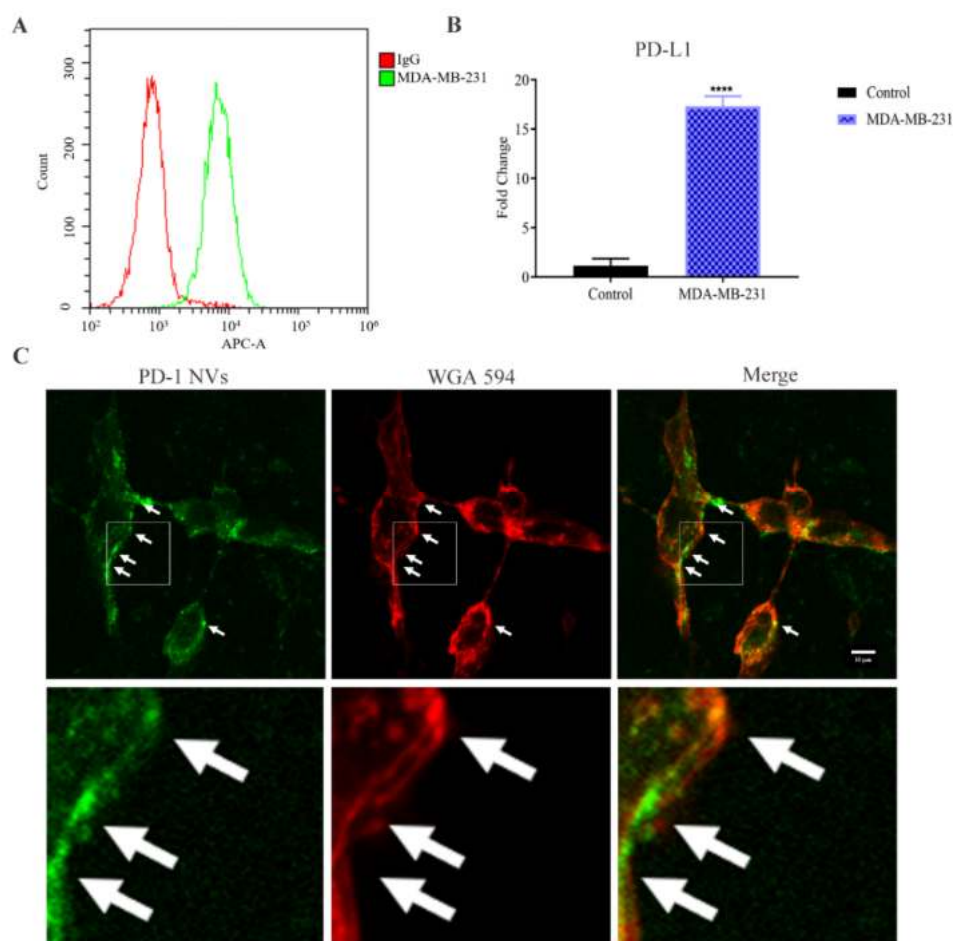 A
300
200
100
0
Count
10² 10³ 10⁴ 10⁵ 10⁶
APC-A
IgG
MDA-MB-231
B
PD-L1
20
15
10
5
0
Fold Change
****
Control MDA-MB-231
Control
MDA-MB-231
C
PD-1 NVs WGA 594 Merge
10 µm